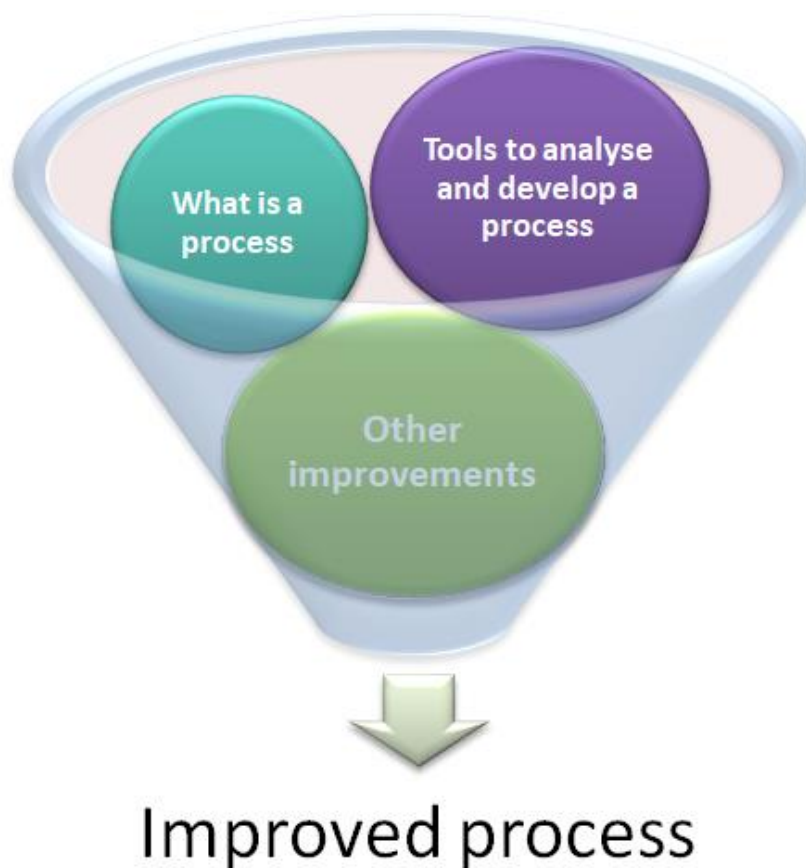 What is a
process
Tools to analyse
and develop a
process
Other
improvements
Improved process